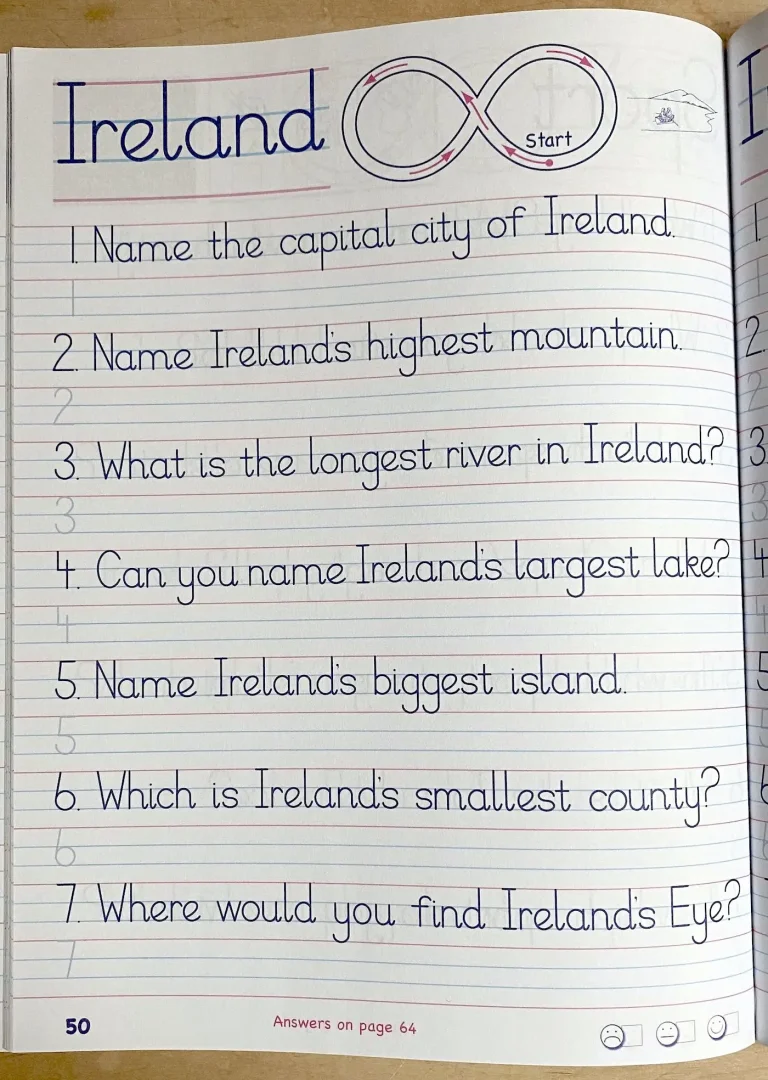 Ireland
Start
1. Name the capital city of Ireland.
1
2. Name Ireland's highest mountain.
2
3. What is the longest river in Ireland?
3
4. Can you name Ireland's largest lake?
4
5. Name Ireland's biggest island.
5
6. Which is Ireland's smallest county?
6
7. Where would you find Ireland's Eye?
7
50
Answers on page 64